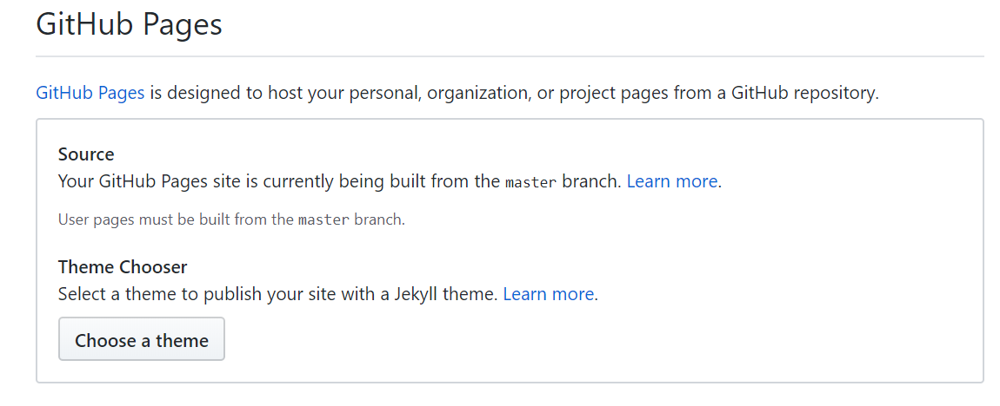 GitHub Pages
GitHub Pages is designed to host your personal, organization, or project pages from a GitHub repository.
Source
Your GitHub Pages site is currently being built from the master branch. Learn more.
User pages must be built from the master branch.
Theme Chooser
Select a theme to publish your site with a Jekyll theme. Learn more.
Choose a theme